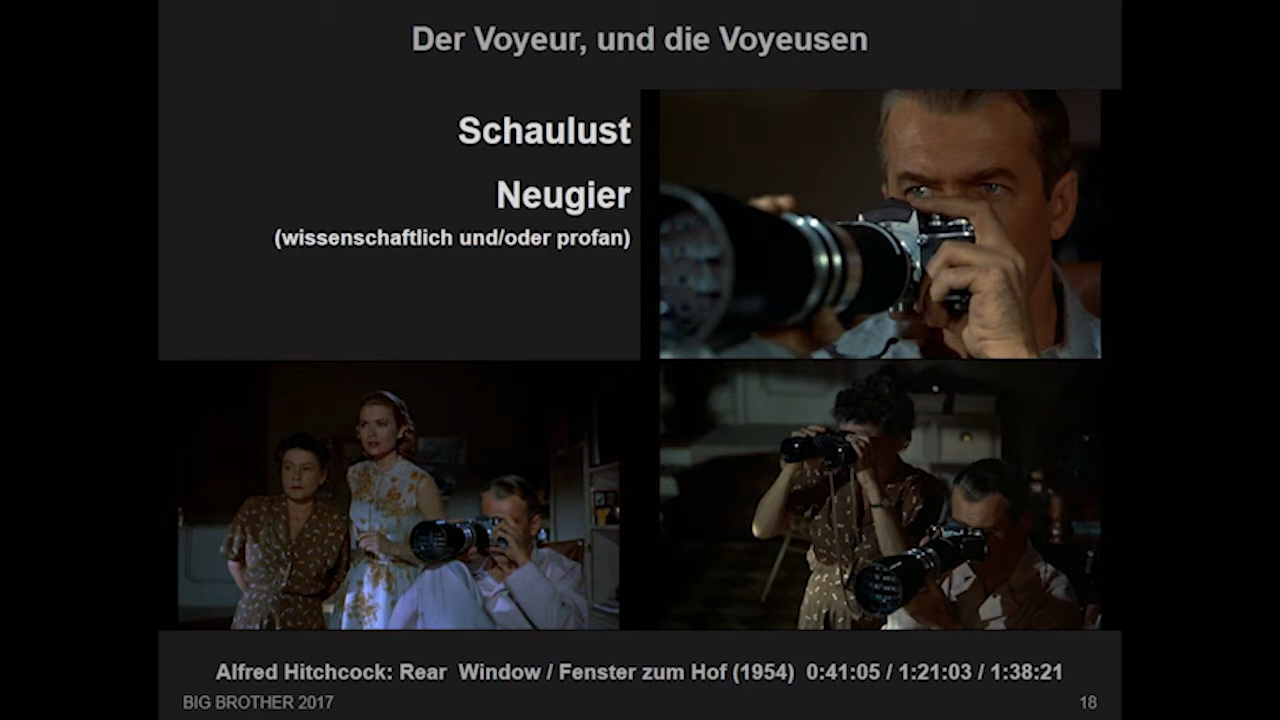 Der Voyeur, und die Voyeusen
Schaulust
Neugier
(wissenschaftlich und/oder profan)
Alfred Hitchcock: Rear  Window / Fenster zum Hof (1954)  0:41:05 / 1:21:03 / 1:38:21
BIG BROTHER 2017
18